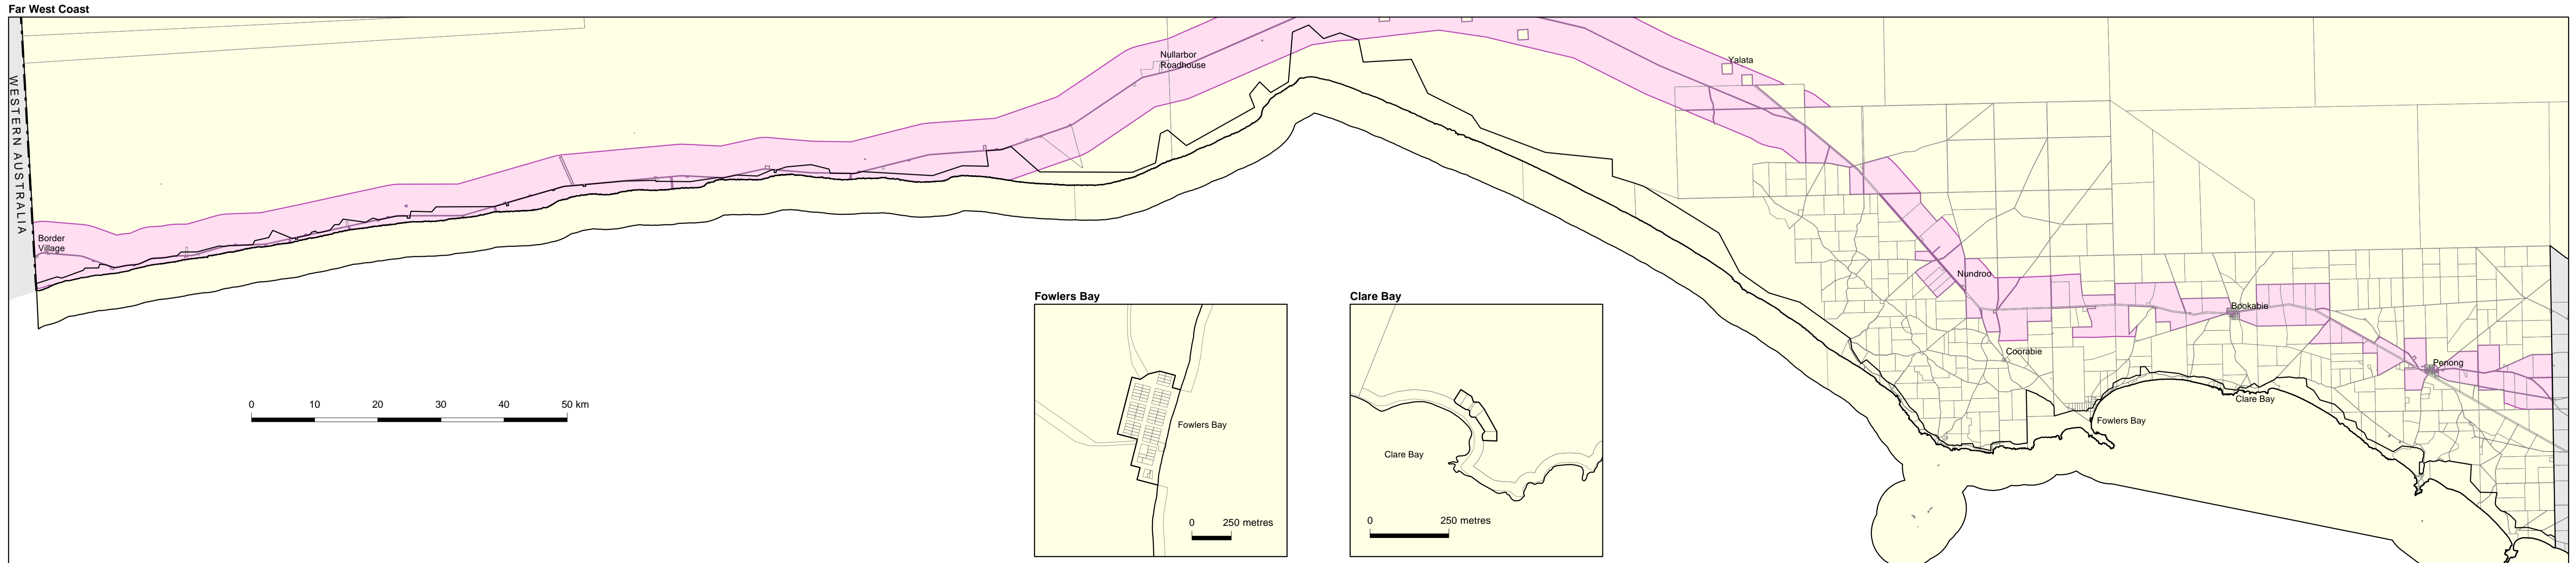 Far West Coast
WESTERN AUSTRALIA
Border
Village
Nullarbor
Roadhouse
Yalata
Nundroo
Bookabie
Coorabie
Penong
Clare Bay
Fowlers Bay
0 10 20 30 40 50 km
Fowlers Bay
Fowlers Bay
0 250 metres
Clare Bay
Clare Bay
0 250 metres